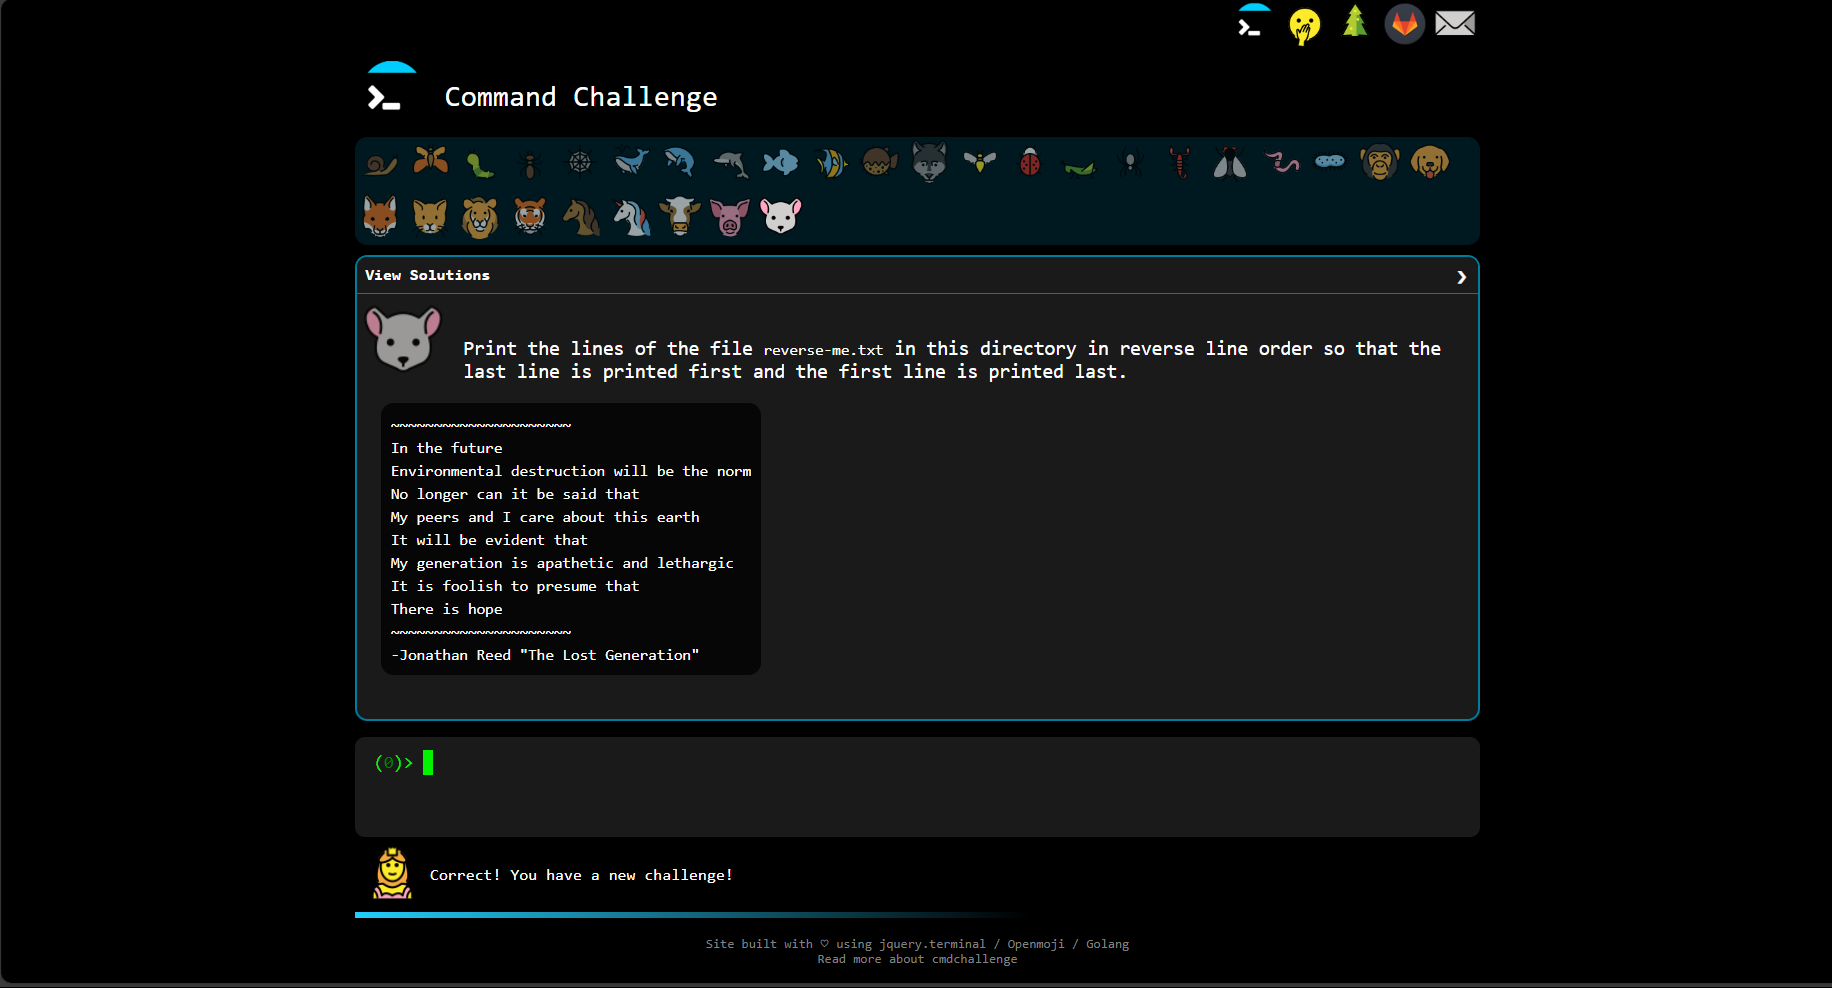 Command Challenge
View Solutions
Print the lines of the file reverse-me.txt in this directory in reverse line order so that the
last line is printed first and the first line is printed last.
~~~~~~~~~~~~~~~~~~~~~
In the future
Environmental destruction will be the norm
No longer can it be said that
My peers and I care about this earth
It will be evident that
My generation is apathetic and lethargic
It is foolish to presume that
There is hope
~~~~~~~~~~~~~~~~~~~~~
-Jonathan Reed "The Lost Generation"
(0)>
Correct! You have a new challenge!
Site built with ♡ using jquery.terminal / Openmoji / Golang
Read more about cmdchallenge